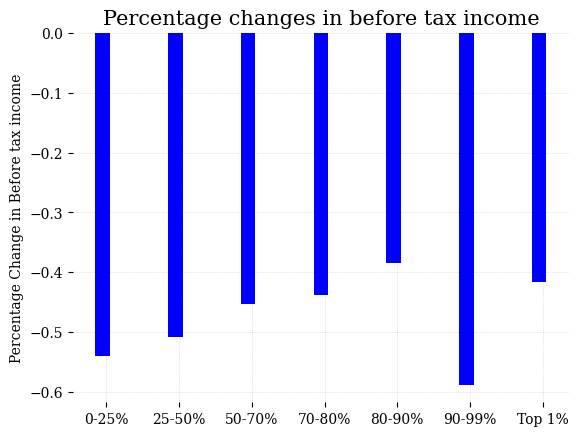 Percentage changes in before tax income
Percentage Change in Before tax income
0.0
−0.1
−0.2
−0.3
−0.4
−0.5
−0.6
0-25% 25-50% 50-70% 70-80% 80-90% 90-99% Top 1%